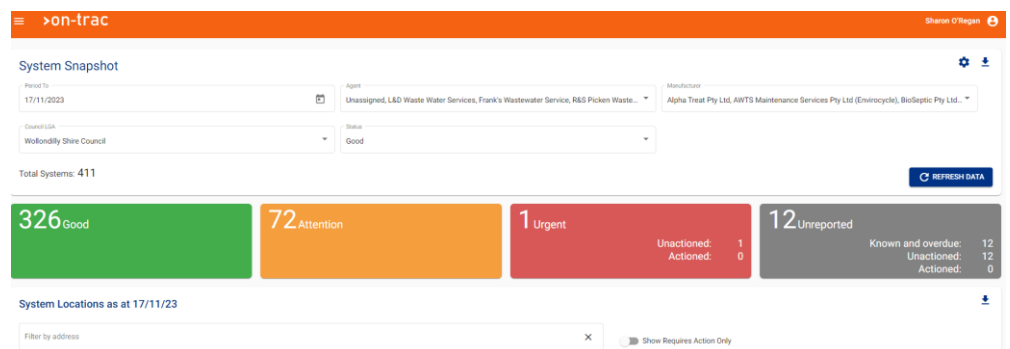 >on-trac
Sharon O'Regan
System Snapshot
Period To
17/11/2023
Agent
Unassigned, L&D Waste Water Services, Frank's Wastewater Service, R&S Picken Waste...
Manufacturer
Alpha Treat Pty Ltd, AWTS Maintenance Services Pty Ltd (Envirocycle), BioSeptic Pty Ltd...
Council LGA
Wollondilly Shire Council
Status
Good
Total Systems: 411
REFRESH DATA
326 Good
72 Attention
1 Urgent
Unactioned: 1
Actioned: 0
12 Unreported
Known and overdue: 12
Unactioned: 12
Actioned: 0
System Locations as at 17/11/23
Filter by address
Show Requires Action Only